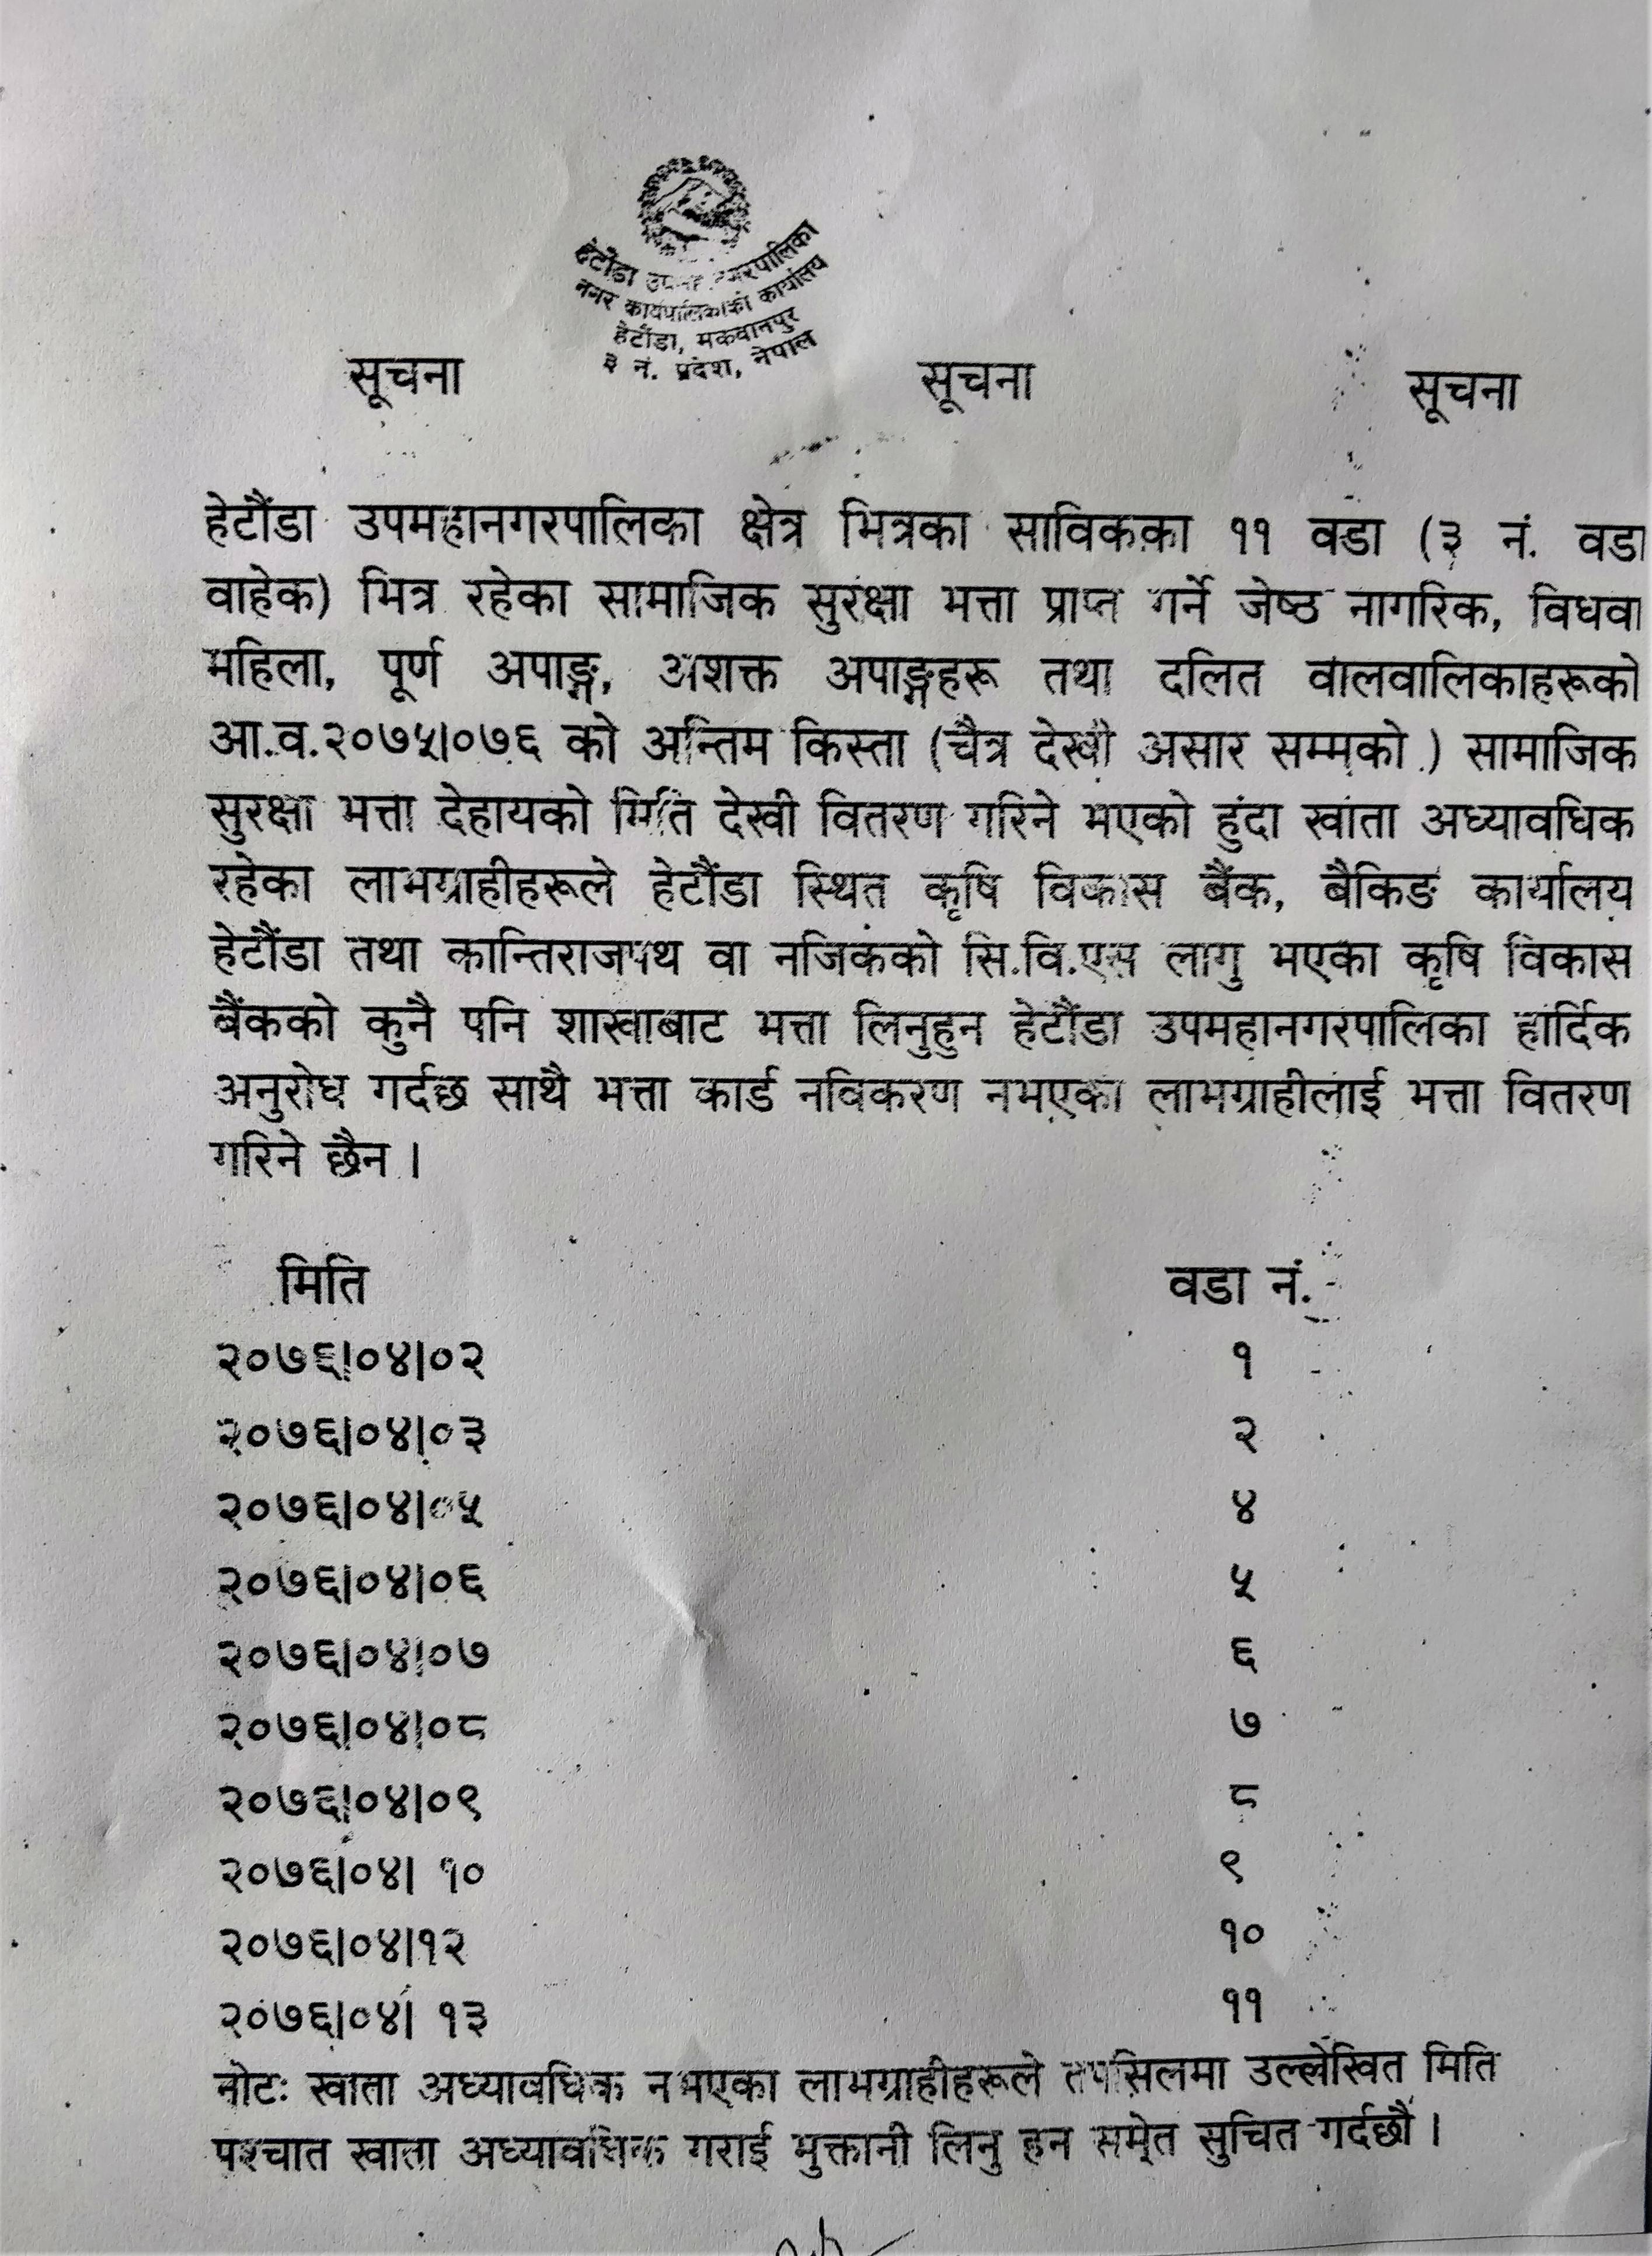 हेटौंडा उपमहानगरपालिका
नगर कार्यपालिकाको कार्यालय
हेटौंडा, मकवानपुर
३ नं. प्रदेश, नेपाल
सूचना सूचना सूचना
हेटौंडा उपमहानगरपालिका क्षेत्र भित्रका साविकका ११ वडा (३ नं. वडा
वाहेक) भित्र रहेका सामाजिक सुरक्षा भत्ता प्राप्त गर्ने जेष्ठ नागरिक, विधवा
महिला, पूर्ण अपाङ्ग, अशक्त अपाङ्गहरू तथा दलित वालवालिकाहरूको
आ.व.२०७५।०७६ को अन्तिम किस्ता (चैत्र देखी असार सम्मको ) सामाजिक
सुरक्षा भत्ता देहायको मिति देखी वितरण गरिने भएको हुंदा खाता अध्यावधिक
रहेका लाभग्राहीहरूले हेटौंडा स्थित कृषि विकास बैंक, बैकिङ कार्यालय
हेटौंडा तथा कान्तिराजपथ वा नजिकको सि.वि.एस लागु भएका कृषि विकास
बैंकको कुनै पनि शाखाबाट भत्ता लिनुहुन हेटौंडा उपमहानगरपालिका हार्दिक
अनुरोध गर्दछ साथै भत्ता कार्ड नविकरण नभएका लाभग्राहीलाई भत्ता वितरण
गरिने छैन ।
मिति वडा नं.
२०७६।०४।०२ १
२०७६।०४।०३ २
२०७६।०४।०५ ४
२०७६।०४।०६ ५
२०७६।०४।०७ ६
२०७६।०४।०८ ७
२०७६।०४।०९ ८
२०७६।०४। १० ९
२०७६।०४।१२ १०
२०७६।०४। १३ ११
नोटः खाता अध्यावधिक नभएका लाभग्राहीहरूले तपसिलमा उल्लेखित मिति
पश्चात खाता अध्यावधिक गराई भुक्तानी लिनु हुन समेत सुचित गर्दछौं ।